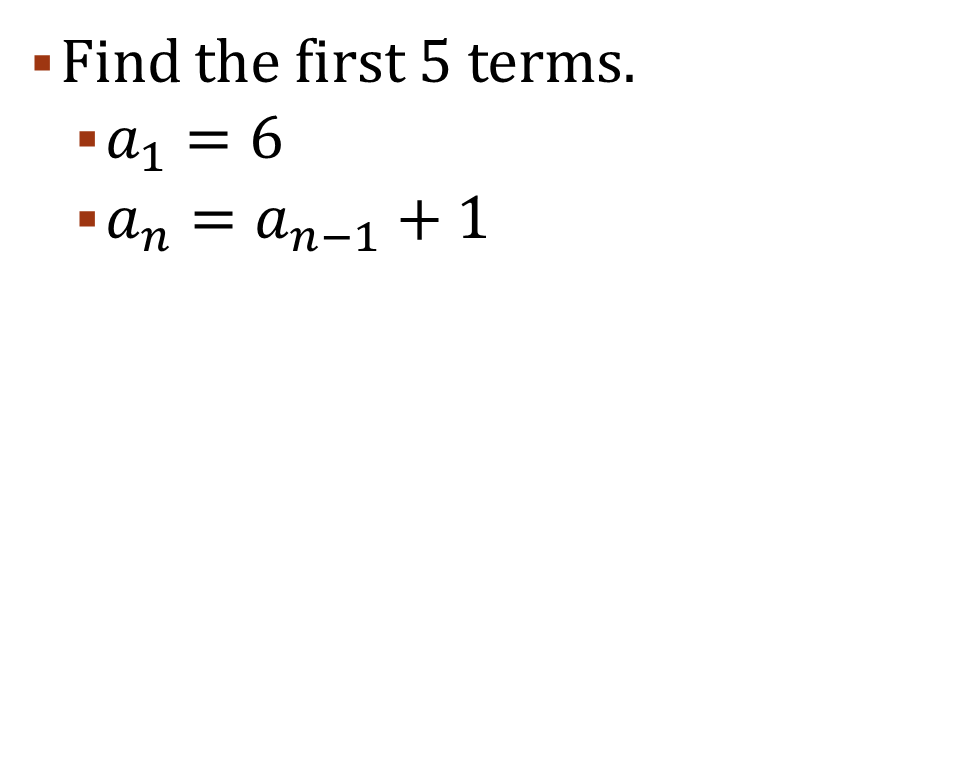 ▪Find the first 5 terms.
▪a₁ = 6
▪aₙ = aₙ₋₁ + 1